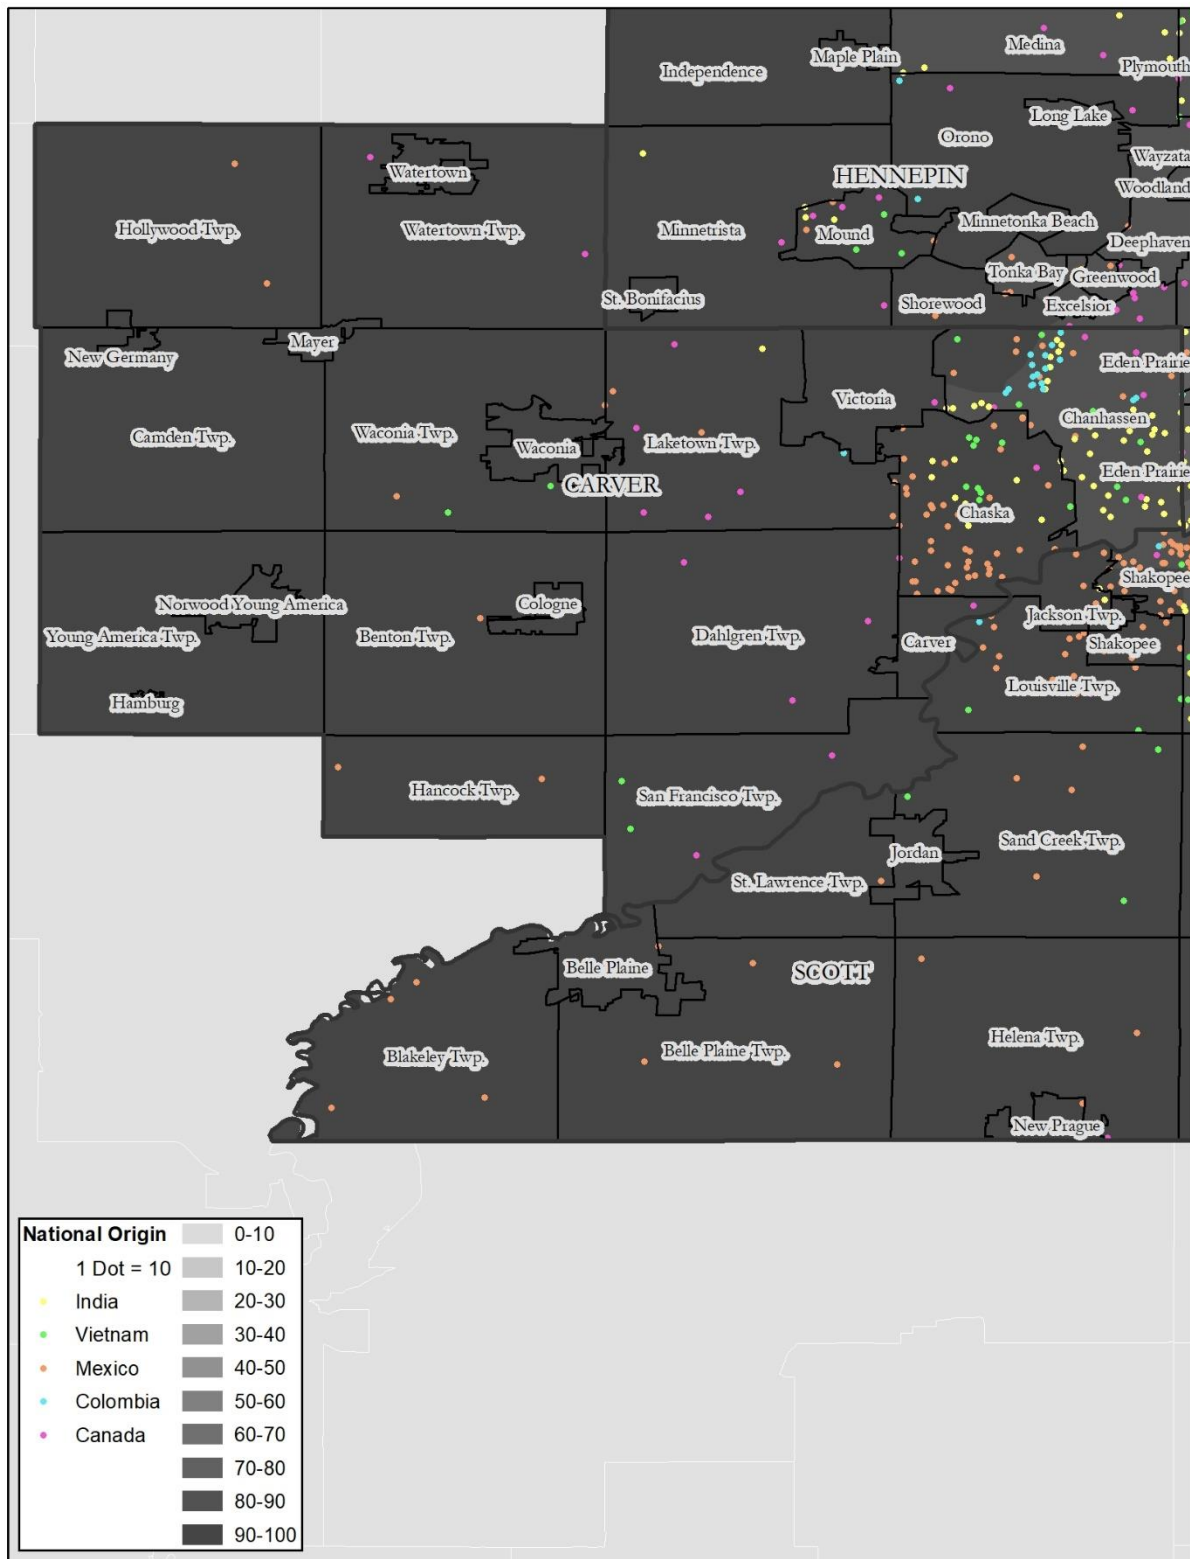 Medina
Maple Plain
Independence
Plymouth
Long Lake
Orono
Wayzata
Watertown
HENNEPIN
Woodland
Hollywood Twp.
Watertown Twp.
Minnetrista
Mound
Minnetonka Beach
Deephaven
Tonka Bay
Greenwood
St. Bonifacius
Shorewood
Excelsior
New Germany
Mayer
Eden Prairie
Victoria
Chanhassen
Camden Twp.
Waconia Twp.
Waconia
Laketown Twp.
Eden Prairie
CARVER
Chaska
Shakopee
Norwood Young America
Cologne
Jackson Twp.
Young America Twp.
Benton Twp.
Dahlgren Twp.
Carver
Shakopee
Louisville Twp.
Hamburg
Hancock Twp.
San Francisco Twp.
Sand Creek Twp.
Jordan
St. Lawrence Twp.
Belle Plaine
SCOTT
Blakeley Twp.
Belle Plaine Twp.
Helena Twp.
New Prague
National Origin
1 Dot = 10
India
Vietnam
Mexico
Colombia
Canada
0-10
10-20
20-30
30-40
40-50
50-60
60-70
70-80
80-90
90-100